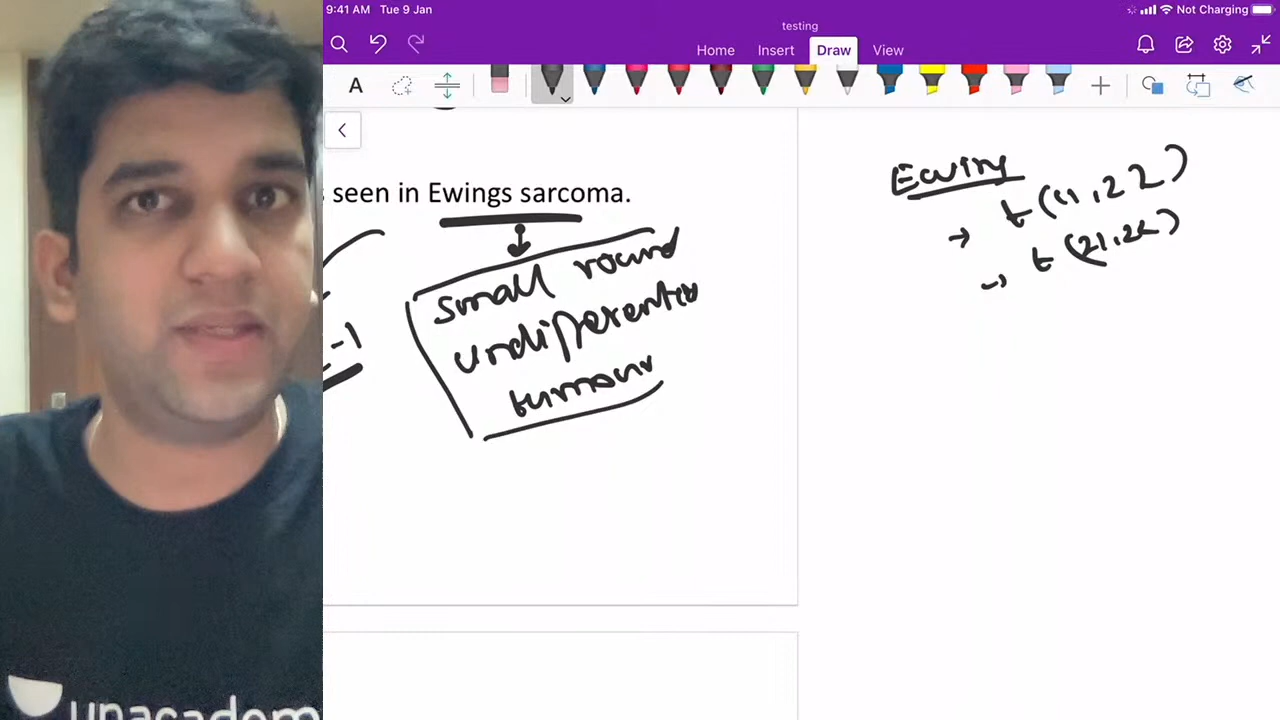 9:41 AM Tue 9 Jan
Not Charging
testing
Home Insert Draw View
A
seen in Ewings sarcoma.
small round
undifferentia
tumour
-1
Ewing
→ t(11,22)
→ t(21,22)
unacadem